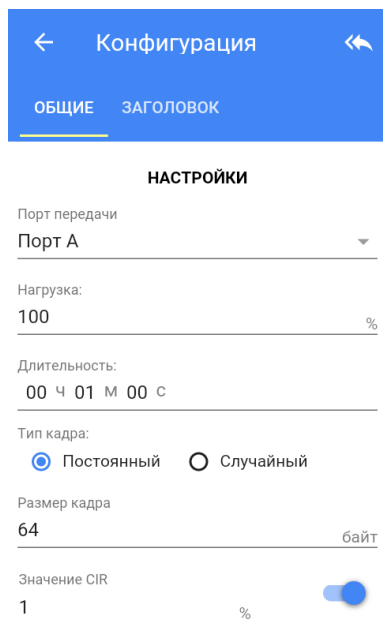 Конфигурация
ОБЩИЕ ЗАГОЛОВОК
НАСТРОЙКИ
Порт передачи
Порт A
Нагрузка:
100 %
Длительность:
00 ч 01 м 00 с
Тип кадра:
Постоянный Случайный
Размер кадра
64 байт
Значение CIR
1 %